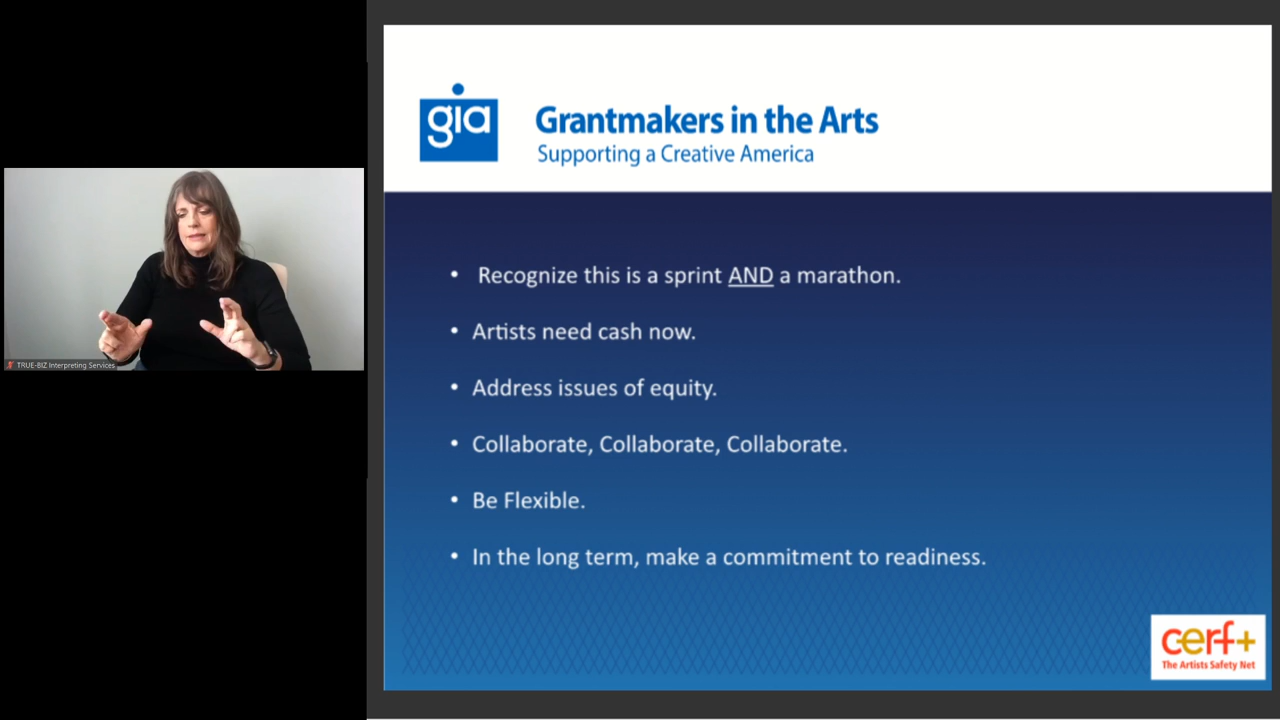 gia
Grantmakers in the Arts
Supporting a Creative America
• Recognize this is a sprint AND a marathon.
• Artists need cash now.
• Address issues of equity.
• Collaborate, Collaborate, Collaborate.
• Be Flexible.
• In the long term, make a commitment to readiness.
TRUE-BIZ Interpreting Services
cerf+
The Artists Safety Net